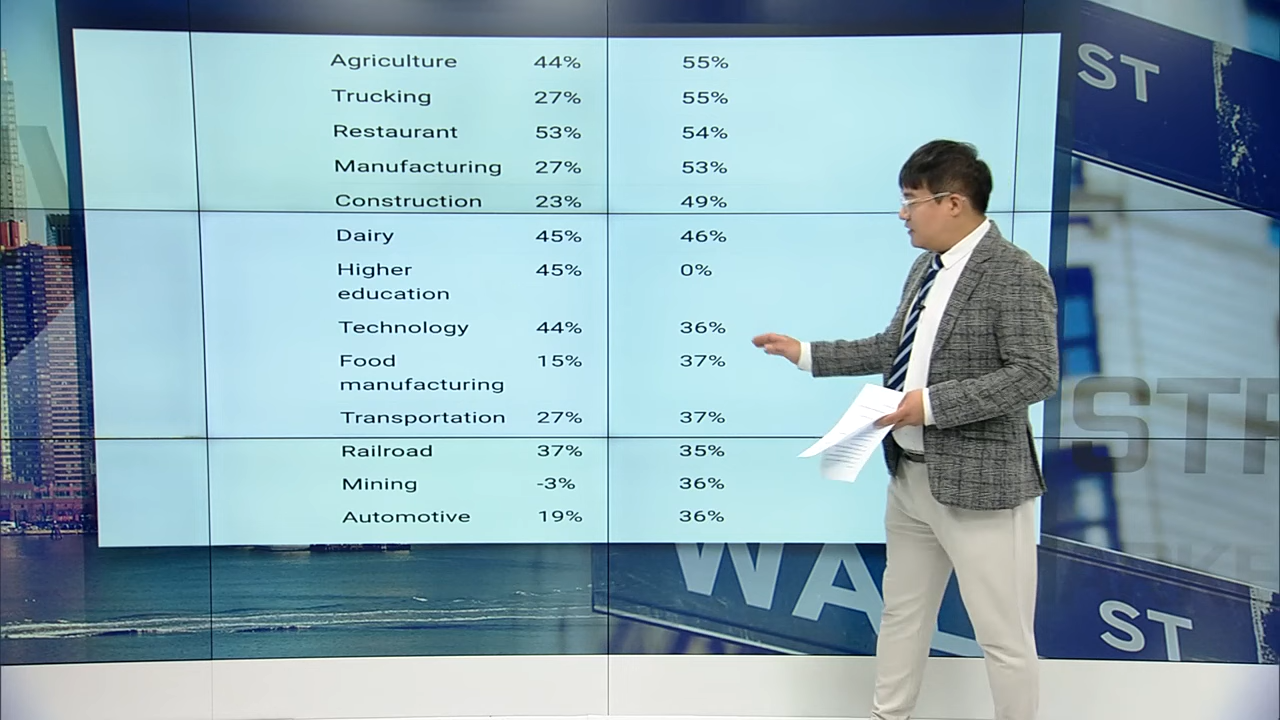 Agriculture 44% 55%
ST
Trucking 27% 55%
Restaurant 53% 54%
Manufacturing 27% 53%
Construction 23% 49%
Dairy 45% 46%
Higher 45% 0%
education
Technology 44% 36%
Food 15% 37%
manufacturing
Transportation 27% 37%
Railroad 37% 35%
Mining -3% 36%
Automotive 19% 36%
STR
WA
ST